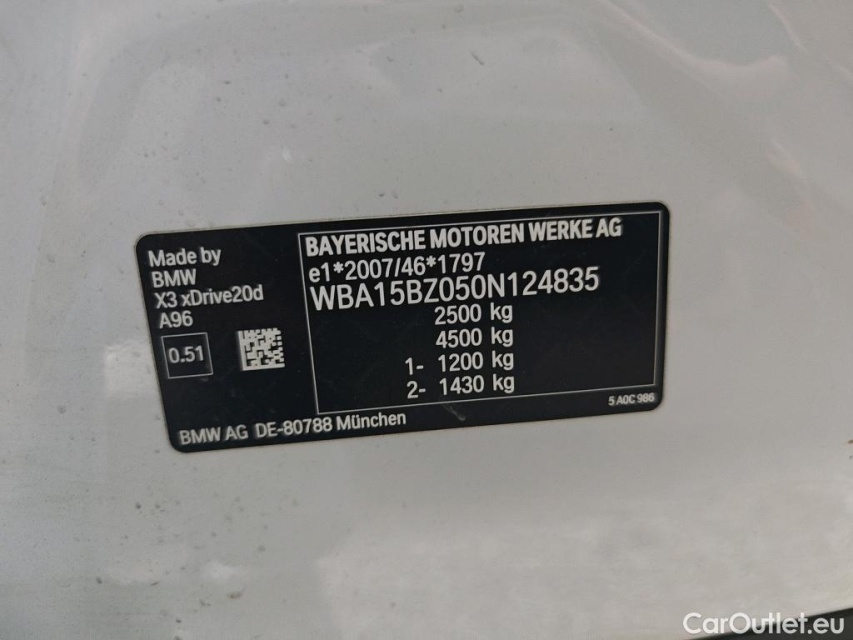 Made by
BMW
X3 xDrive20d
A96
0.51
BAYERISCHE MOTOREN WERKE AG
e1*2007/46*1797
WBA15BZ050N124835
2500 kg
4500 kg
1- 1200 kg
2- 1430 kg
BMW AG DE-80788 München
5 A0C 986
CarOutlet.eu